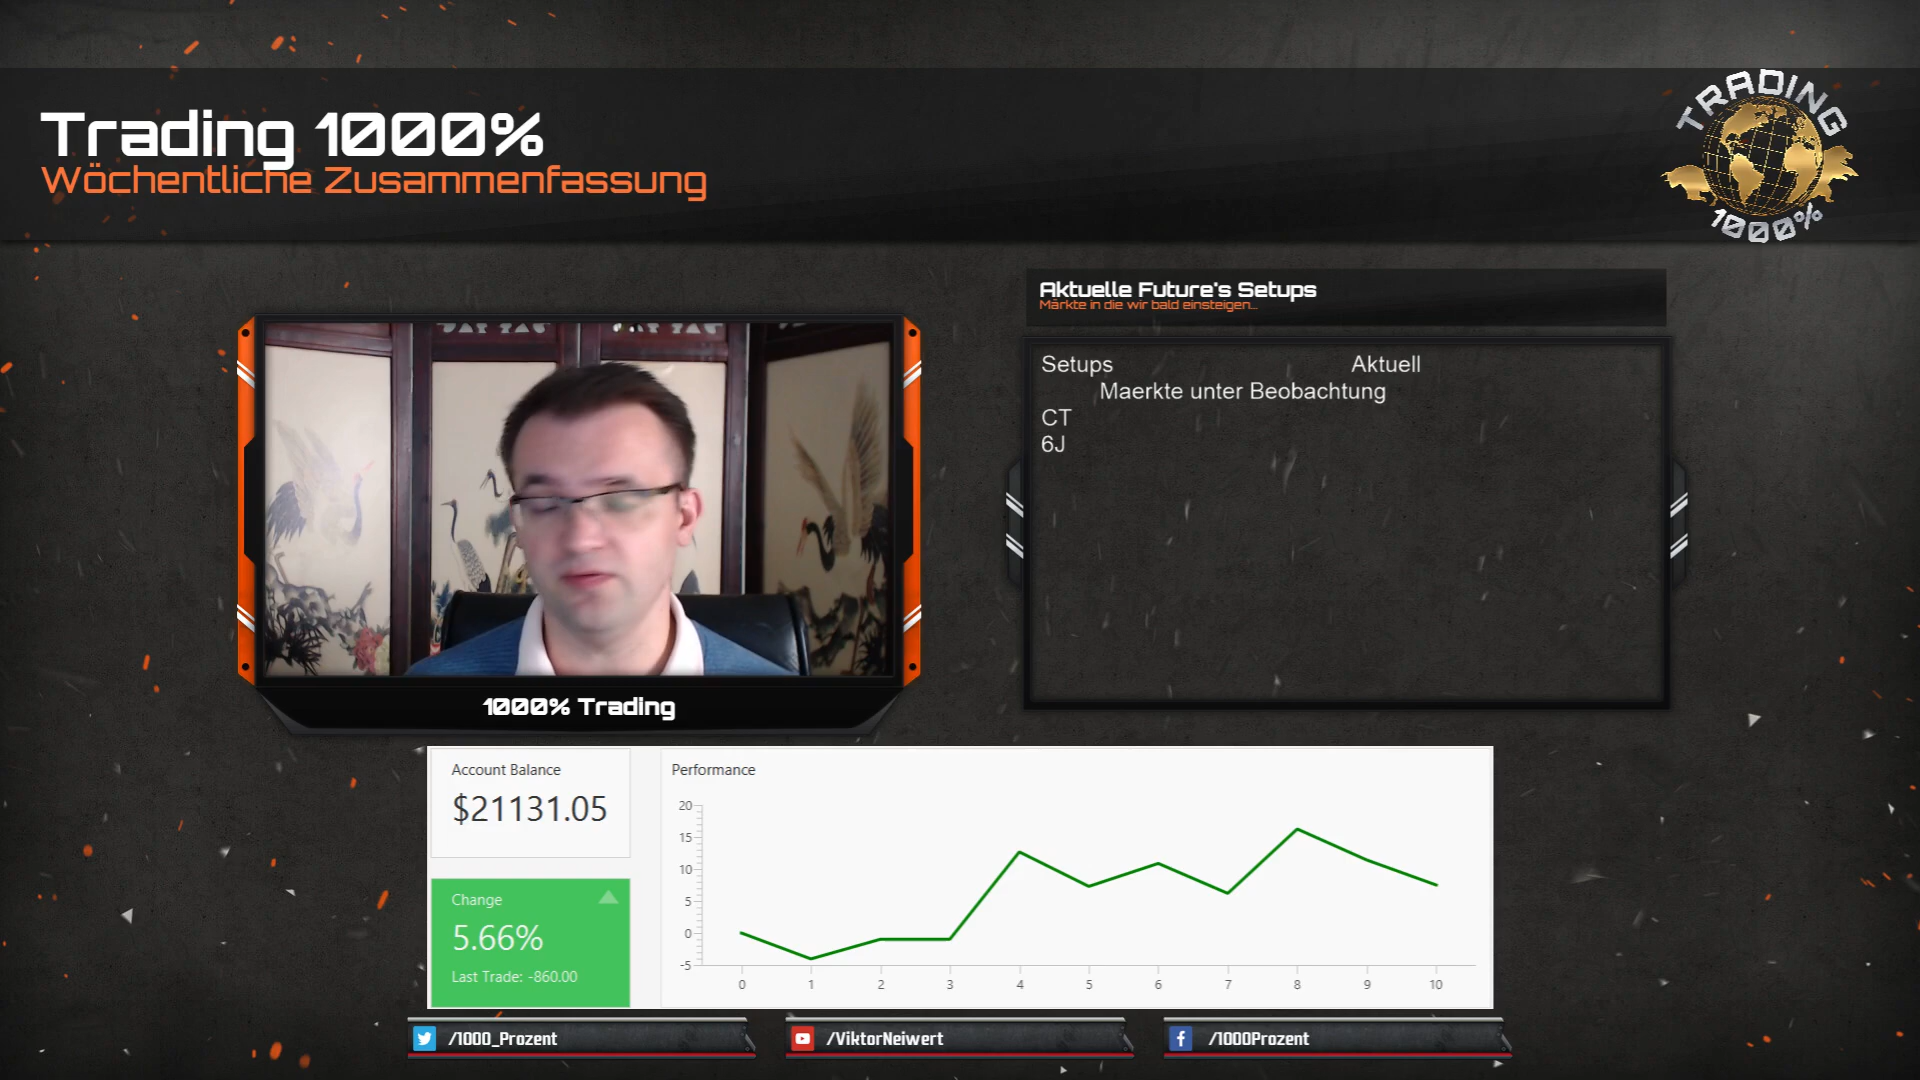 Trading 1000%
Wöchentliche Zusammenfassung
TRADING
1000%
Aktuelle Future's Setups
Märkte in die wir bald einsteigen...
Setups Aktuell
Maerkte unter Beobachtung
CT
6J
1000% Trading
Account Balance
$21131.05
Change
5.66%
Last Trade: -860.00
Performance
20
15
10
5
0
-5
0 1 2 3 4 5 6 7 8 9 10
/1000_Prozent
/ViktorNeiwert
/1000Prozent